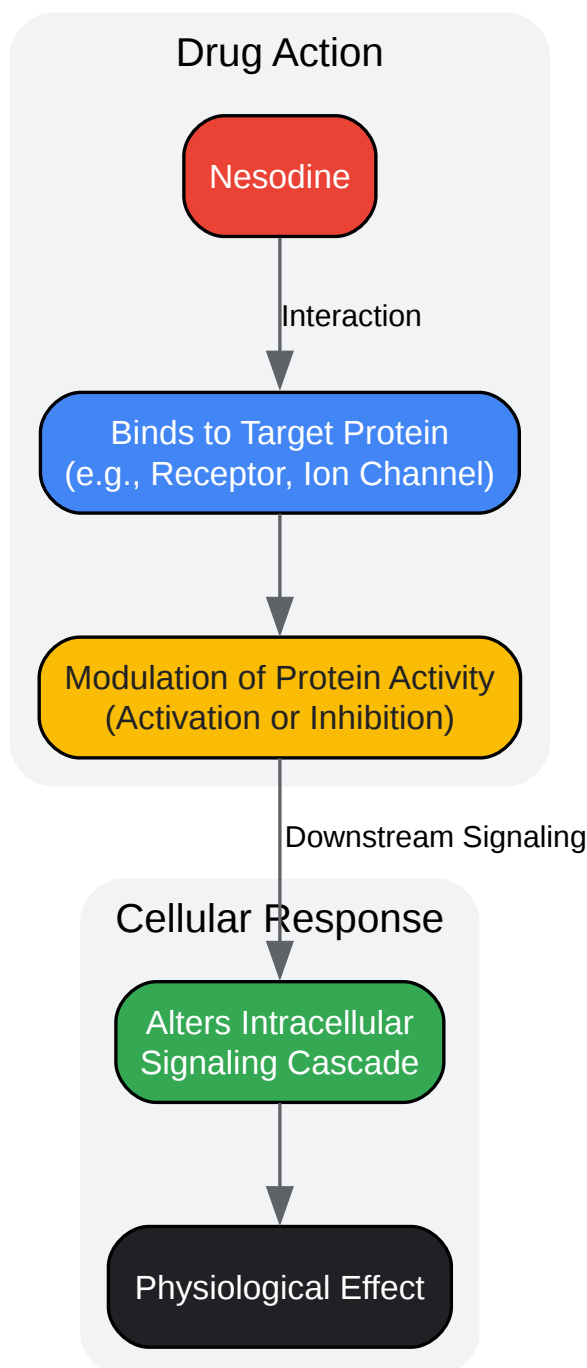 Drug Action
Nesodine
Interaction
Binds to Target Protein
(e.g., Receptor, Ion Channel)
Modulation of Protein Activity
(Activation or Inhibition)
Downstream Signaling
Cellular Response
Alters Intracellular
Signaling Cascade
Physiological Effect